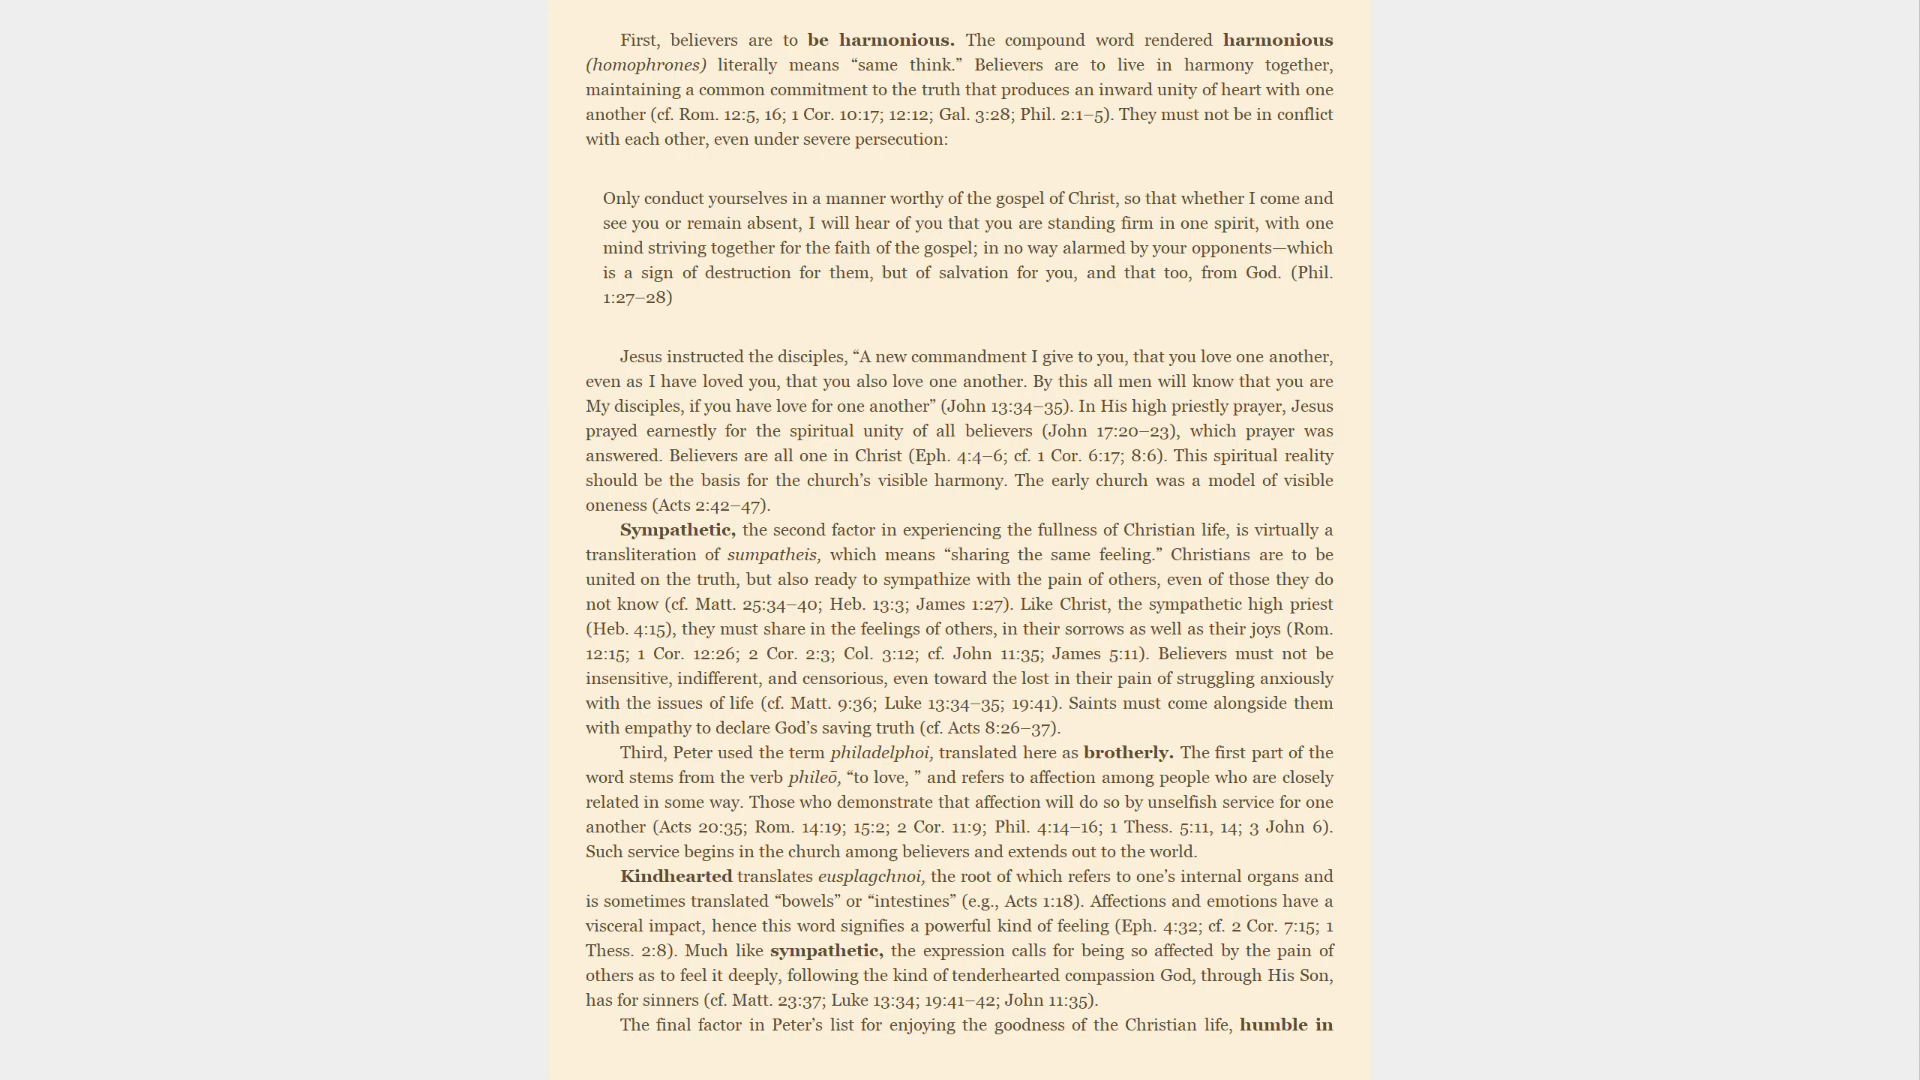 First, believers are to be harmonious. The compound word rendered harmonious
(homophrones) literally means “same think.” Believers are to live in harmony together,
maintaining a common commitment to the truth that produces an inward unity of heart with one
another (cf. Rom. 12:5, 16; 1 Cor. 10:17; 12:12; Gal. 3:28; Phil. 2:1–5). They must not be in conflict
with each other, even under severe persecution:
Only conduct yourselves in a manner worthy of the gospel of Christ, so that whether I come and
see you or remain absent, I will hear of you that you are standing firm in one spirit, with one
mind striving together for the faith of the gospel; in no way alarmed by your opponents—which
is a sign of destruction for them, but of salvation for you, and that too, from God. (Phil.
1:27–28)
Jesus instructed the disciples, “A new commandment I give to you, that you love one another,
even as I have loved you, that you also love one another. By this all men will know that you are
My disciples, if you have love for one another” (John 13:34–35). In His high priestly prayer, Jesus
prayed earnestly for the spiritual unity of all believers (John 17:20–23), which prayer was
answered. Believers are all one in Christ (Eph. 4:4–6; cf. 1 Cor. 6:17; 8:6). This spiritual reality
should be the basis for the church’s visible harmony. The early church was a model of visible
oneness (Acts 2:42–47).
Sympathetic, the second factor in experiencing the fullness of Christian life, is virtually a
transliteration of sumpatheis, which means “sharing the same feeling.” Christians are to be
united on the truth, but also ready to sympathize with the pain of others, even of those they do
not know (cf. Matt. 25:34–40; Heb. 13:3; James 1:27). Like Christ, the sympathetic high priest
(Heb. 4:15), they must share in the feelings of others, in their sorrows as well as their joys (Rom.
12:15; 1 Cor. 12:26; 2 Cor. 2:3; Col. 3:12; cf. John 11:35; James 5:11). Believers must not be
insensitive, indifferent, and censorious, even toward the lost in their pain of struggling anxiously
with the issues of life (cf. Matt. 9:36; Luke 13:34–35; 19:41). Saints must come alongside them
with empathy to declare God’s saving truth (cf. Acts 8:26–37).
Third, Peter used the term philadelphoi, translated here as brotherly. The first part of the
word stems from the verb phileō, “to love, ” and refers to affection among people who are closely
related in some way. Those who demonstrate that affection will do so by unselfish service for one
another (Acts 20:35; Rom. 14:19; 15:2; 2 Cor. 11:9; Phil. 4:14–16; 1 Thess. 5:11, 14; 3 John 6).
Such service begins in the church among believers and extends out to the world.
Kindhearted translates eusplagchnoi, the root of which refers to one’s internal organs and
is sometimes translated “bowels” or “intestines” (e.g., Acts 1:18). Affections and emotions have a
visceral impact, hence this word signifies a powerful kind of feeling (Eph. 4:32; cf. 2 Cor. 7:15; 1
Thess. 2:8). Much like sympathetic, the expression calls for being so affected by the pain of
others as to feel it deeply, following the kind of tenderhearted compassion God, through His Son,
has for sinners (cf. Matt. 23:37; Luke 13:34; 19:41–42; John 11:35).
The final factor in Peter’s list for enjoying the goodness of the Christian life, humble in